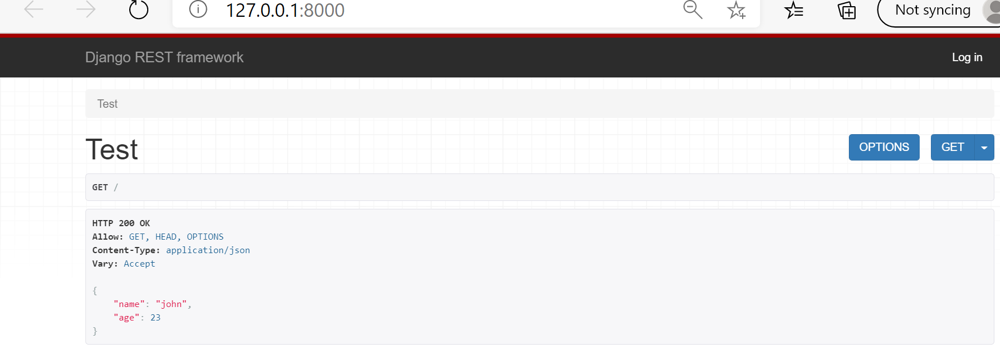 127.0.0.1:8000
Not syncing
Django REST framework
Log in
Test
Test
OPTIONS
GET
GET /
HTTP 200 OK
Allow: GET, HEAD, OPTIONS
Content-Type: application/json
Vary: Accept
{
    "name": "john",
    "age": 23
}